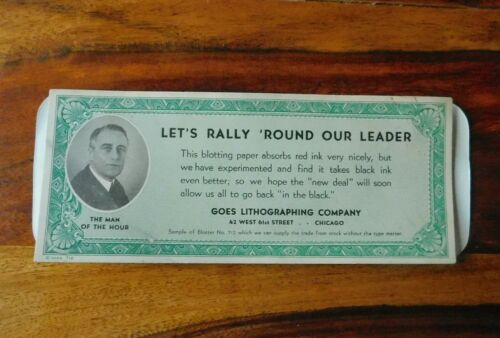 LET'S RALLY 'ROUND OUR LEADER
This blotting paper absorbs red ink very nicely, but
we have experimented and find it takes black ink
even better; so we hope the "new deal" will soon
allow us all to go back "in the black."
GOES LITHOGRAPHING COMPANY
62 WEST 61st STREET . . CHICAGO
Sample of Blotter No. 712 which we can supply the trade from stock without the type matter.
THE MAN
OF THE HOUR